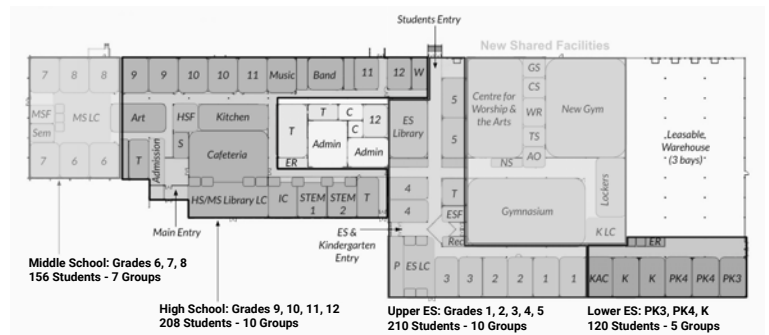 Students Entry
New Shared Facilities
7
8
8
9
9
10
10
11
Music
Band
11
12
W
GS
CS
WR
TS
AO
NS
Centre for
Worship &
the Arts
New Gym
Leasable,
Warehouse
(3 bays)
MSF
Sem
MS LC
Art
HSF
Kitchen
T
C
C
12
T
ER
Admin
Admin
ES
Library
5
5
S
Cafeteria
T
Admission
7
6
6
HS/MS Library LC
IC
STEM
1
STEM
2
T
4
4
T
ESF
Rec
Gymnasium
Lockers
K LC
ER
Main Entry
ES &
Kindergarten
Entry
P
ES LC
3
3
2
2
1
1
KAC
K
K
PK4
PK4
PK3
Middle School: Grades 6, 7, 8
156 Students - 7 Groups
High School: Grades 9, 10, 11, 12
208 Students - 10 Groups
Upper ES: Grades 1, 2, 3, 4, 5
210 Students - 10 Groups
Lower ES: PK3, PK4, K
120 Students - 5 Groups